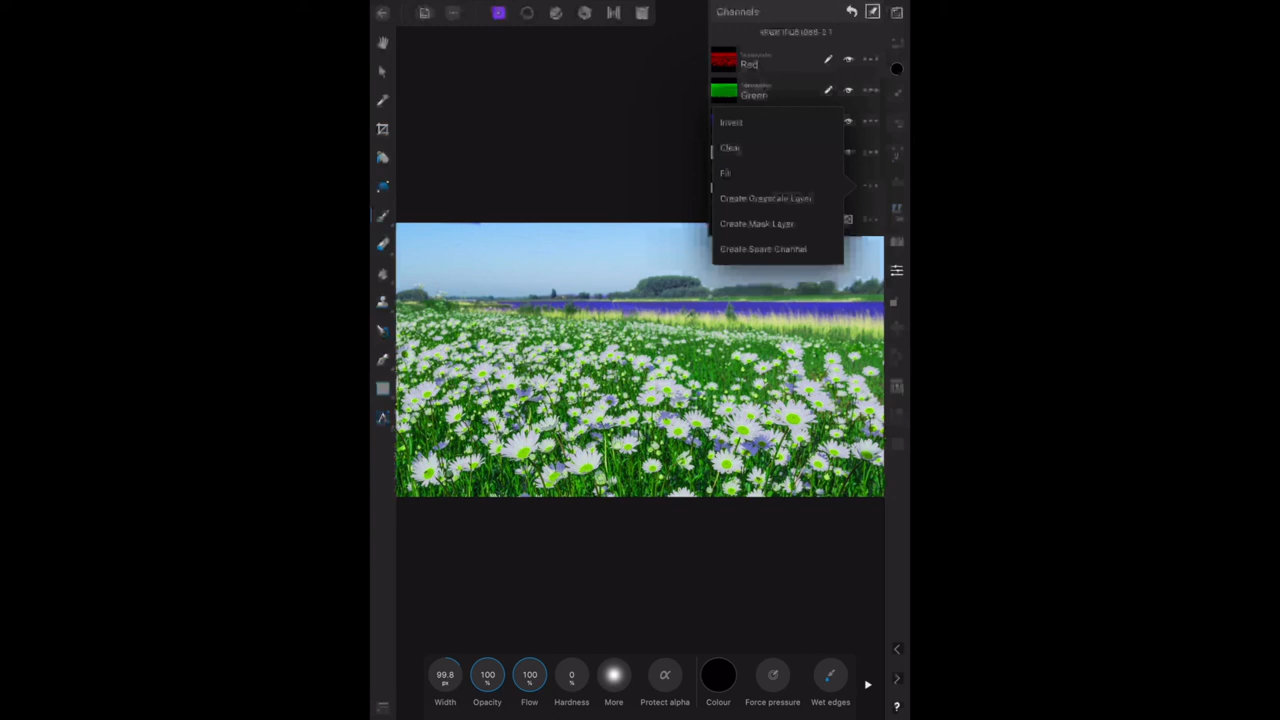 Channels
Red
Green
Invert
Clear
Fill
Create Greyscale Layer
Create Mask Layer
Create Spare Channel
99.8
px
100
%
100
%
0
%
α
Width
Opacity
Flow
Hardness
More
Protect alpha
Colour
Force pressure
Wet edges
?